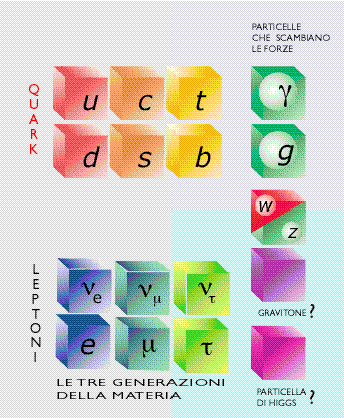 PARTICELLE
CHE SCAMBIANO
LE FORZE
QUARK
u c t
γ
d s b
g
W
Z
LEPTONI
νe νμ ντ
GRAVITONE ?
e μ τ
LE TRE GENERAZIONI
DELLA MATERIA
PARTICELLA
DI HIGGS ?